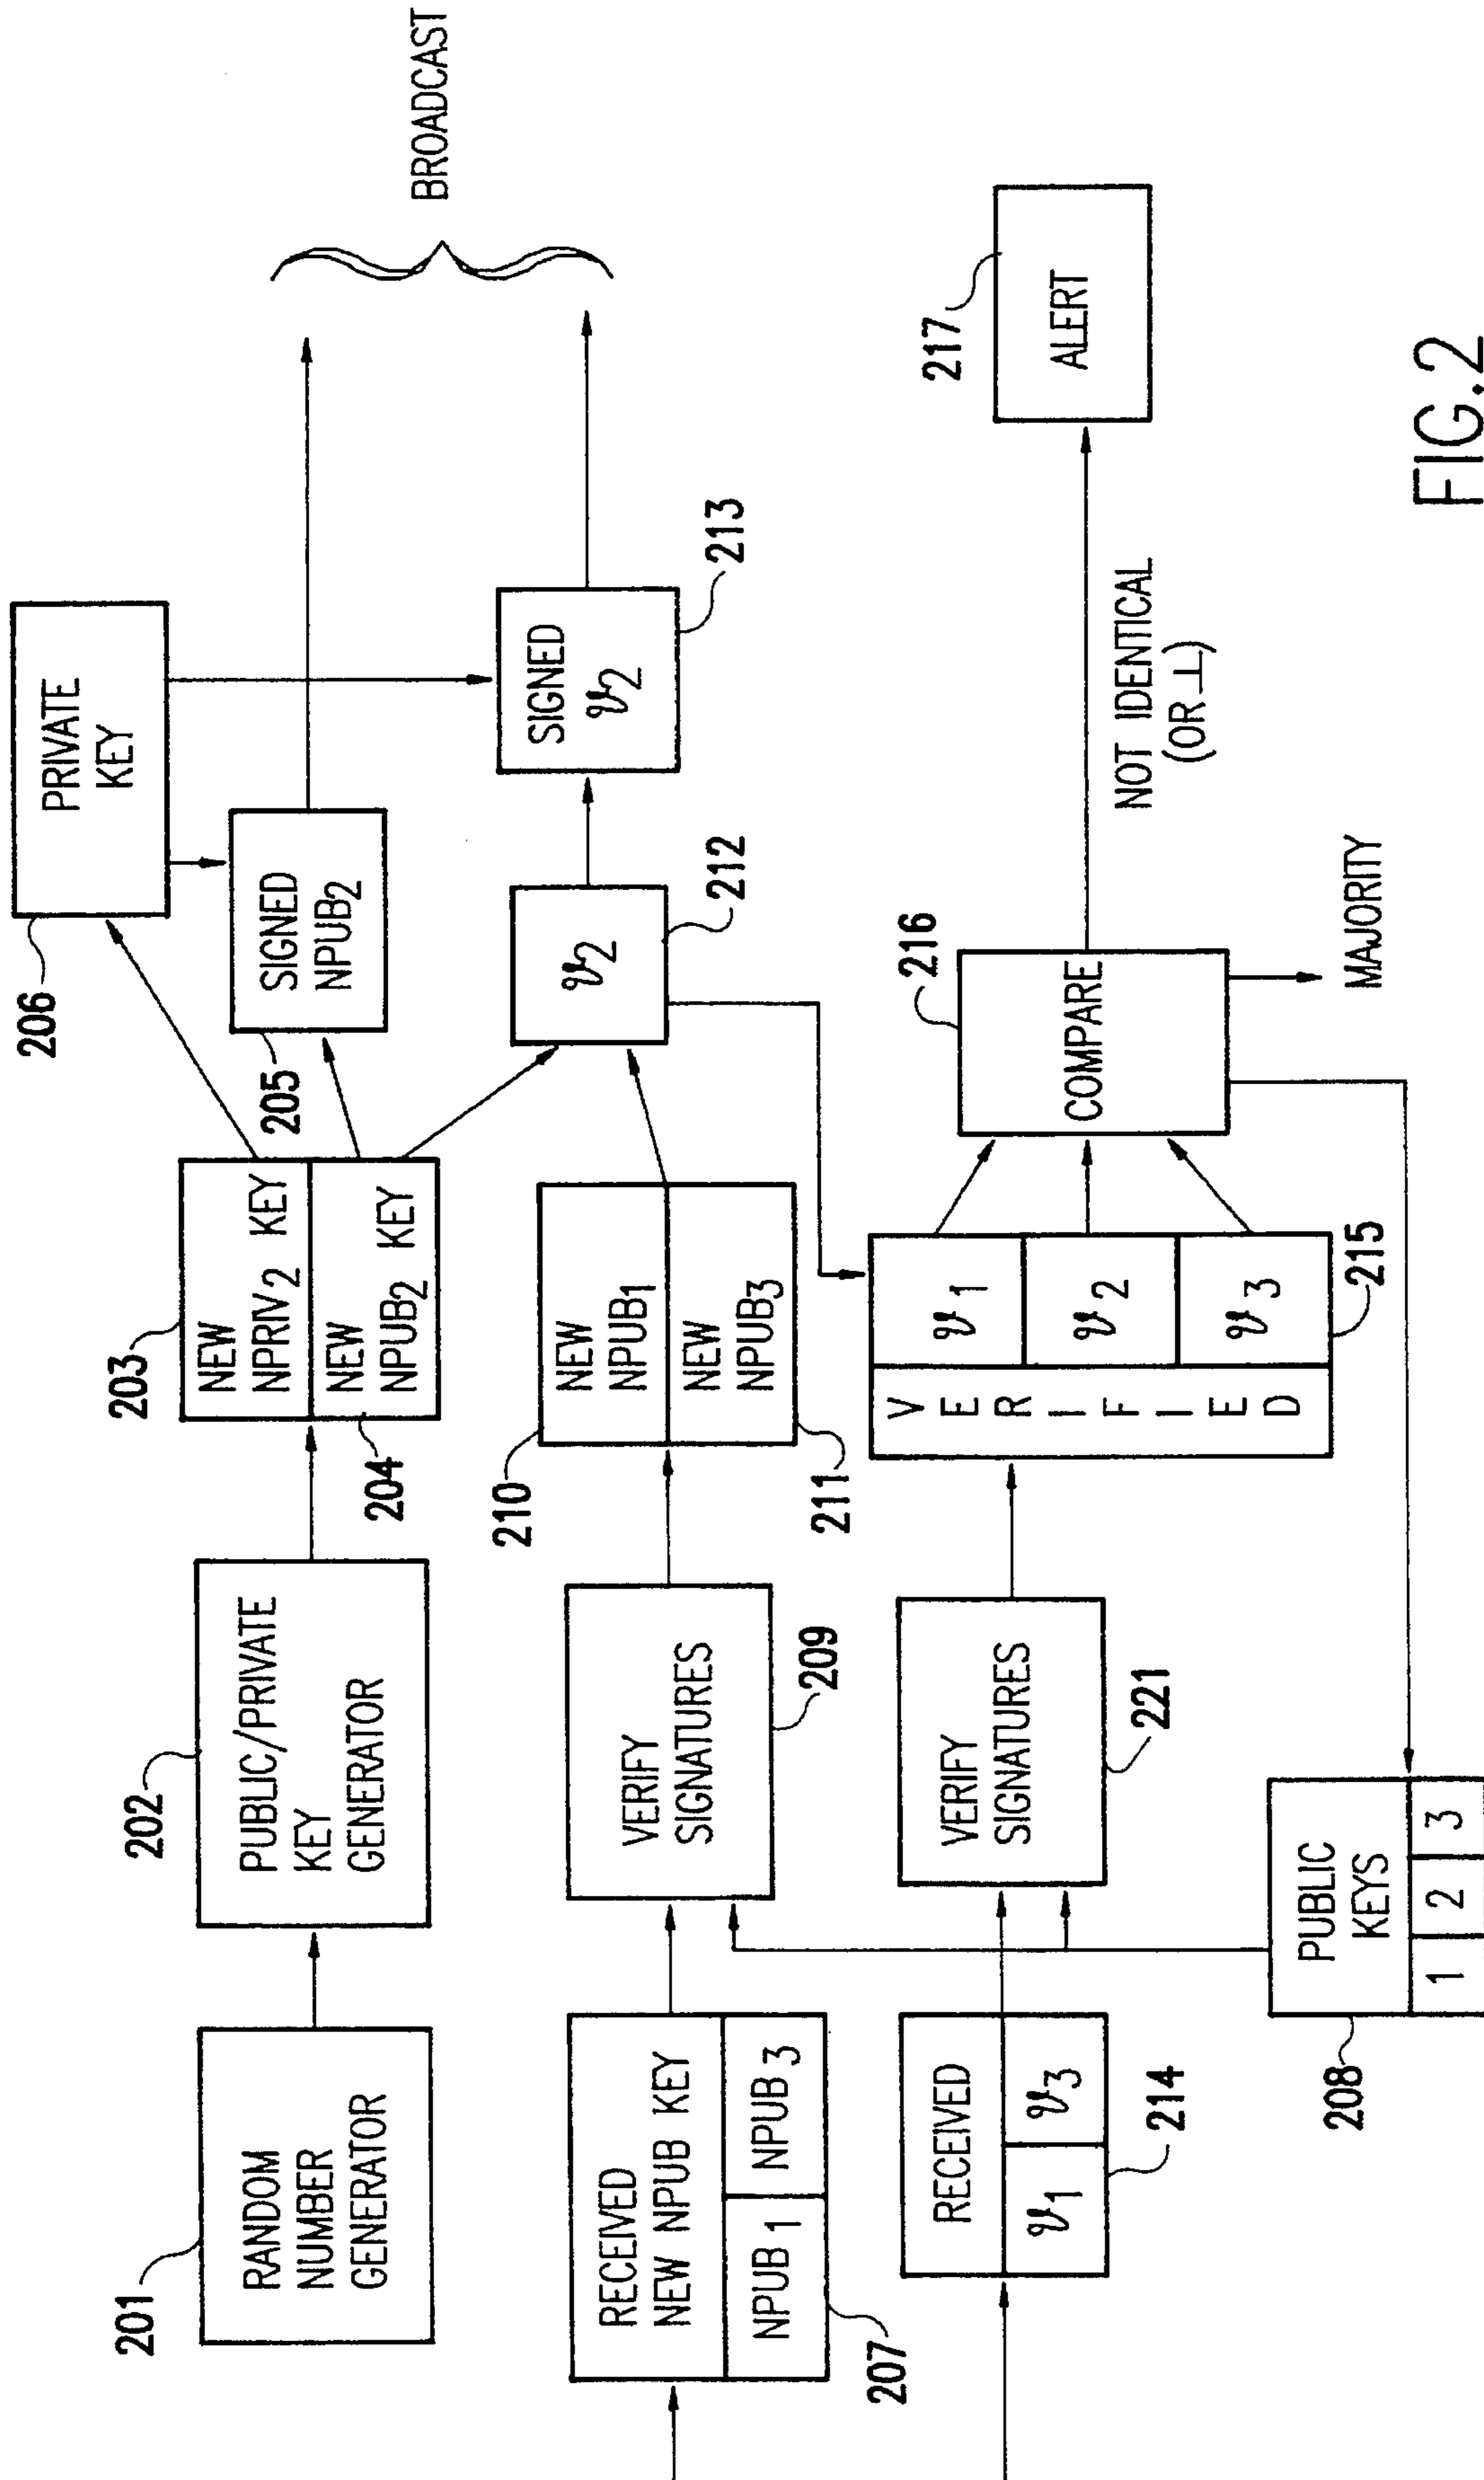 201
RANDOM
NUMBER
GENERATOR
202
PUBLIC/PRIVATE
KEY
GENERATOR
203
NEW
NPRIV2 KEY
NEW
NPUB2 KEY
204
206
PRIVATE
KEY
205
SIGNED
NPUB2
BROADCAST
RECEIVED
NEW NPUB KEY
NPUB1 NPUB3
207
VERIFY
SIGNATURES
209
210
NEW
NPUB1
NEW
NPUB3
211
v2
212
SIGNED
v2
213
RECEIVED
v1 v3
214
VERIFY
SIGNATURES
221
VERIFIED
v1
v2
v3
215
216
COMPARE
NOT IDENTICAL
(OR ⊥)
MAJORITY
217
ALERT
208
PUBLIC
KEYS
1 2 3
FIG.2